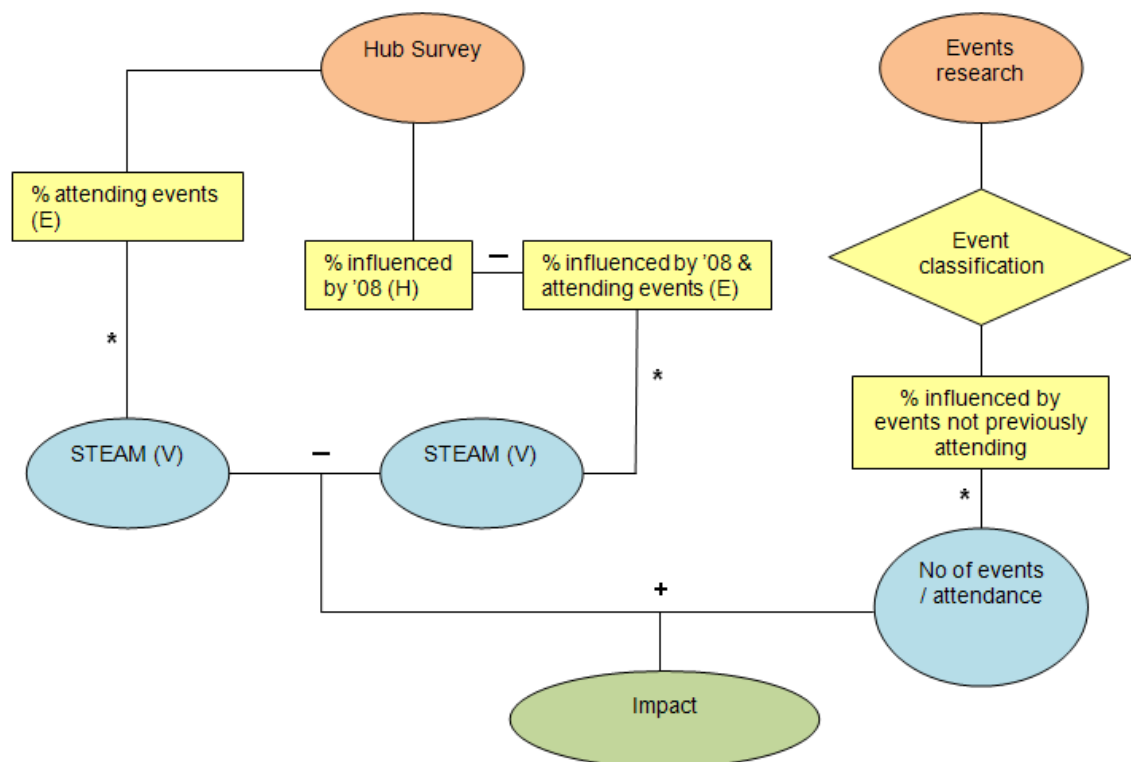 Hub Survey
Events
research
% attending events
(E)
% influenced
by ’08 (H)
–
% influenced by ’08 &
attending events (E)
Event
classification
*
*
% influenced by
events not previously
attending
STEAM (V)
–
STEAM (V)
*
No of events
/ attendance
+
Impact